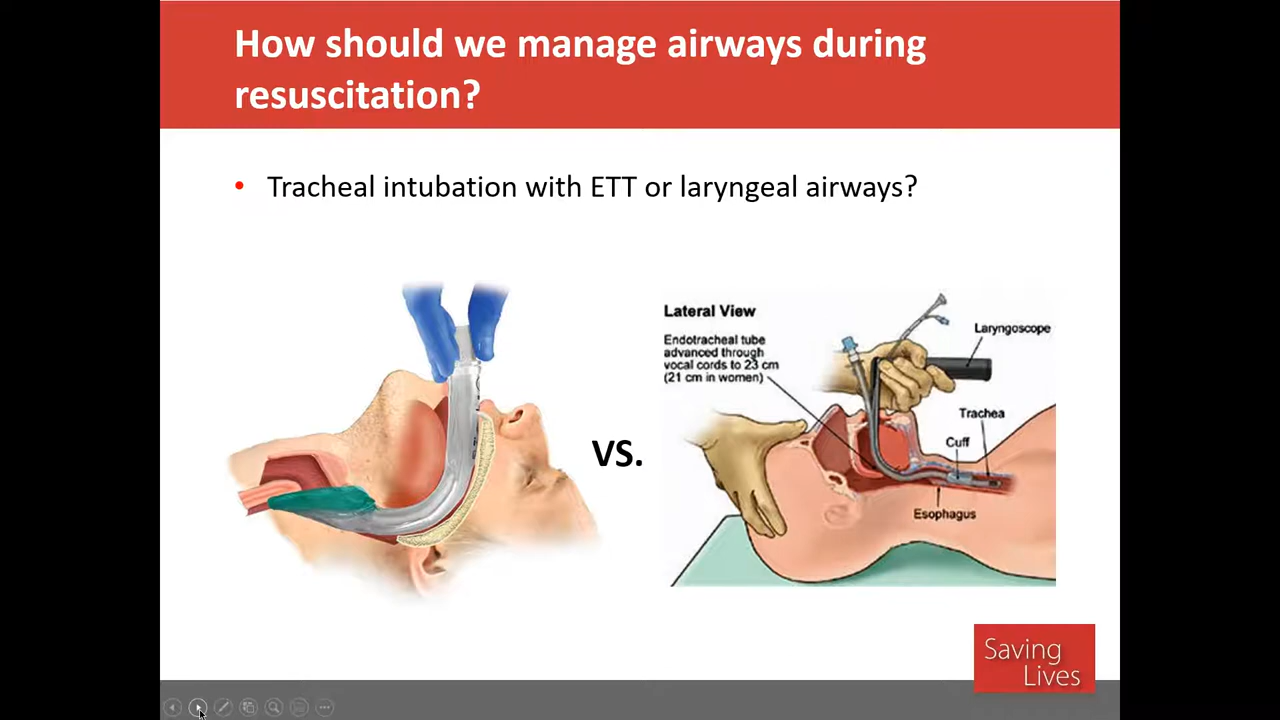 How should we manage airways during
resuscitation?
• Tracheal intubation with ETT or laryngeal airways?
vs.
Lateral View
Endotracheal tube
advanced through
vocal cords to 23 cm
(21 cm in women)
Laryngoscope
Trachea
Cuff
Esophagus
Saving
Lives